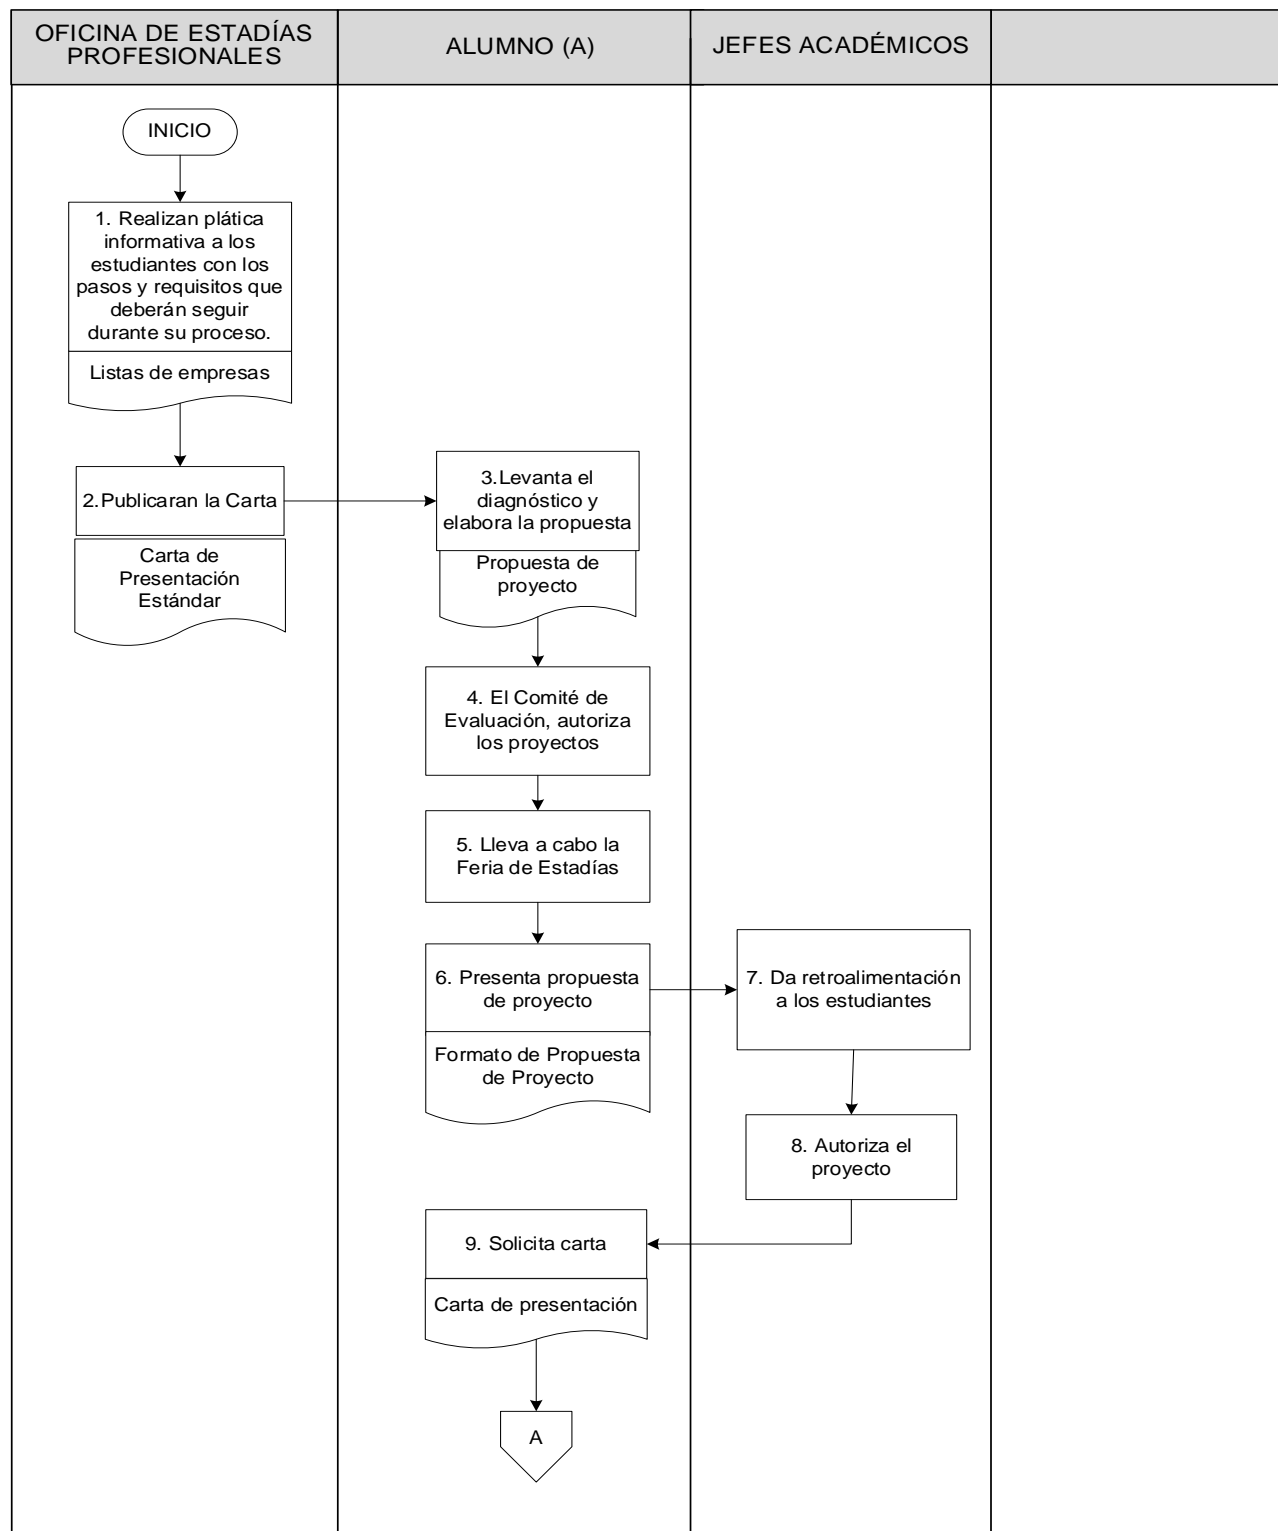 OFICINA DE ESTADÍAS
PROFESIONALES
ALUMNO (A)
JEFES ACADÉMICOS
INICIO
1. Realizan plática
informativa a los
estudiantes con los
pasos y requisitos que
deberán seguir
durante su proceso.
Listas de empresas
2.Publicaran la Carta
Carta de
Presentación
Estándar
3.Levanta el
diagnóstico y
elabora la propuesta
Propuesta de
proyecto
4. El Comité de
Evaluación, autoriza
los proyectos
5. Lleva a cabo la
Feria de Estadías
6. Presenta propuesta
de proyecto
Formato de Propuesta
de Proyecto
7. Da retroalimentación
a los estudiantes
8. Autoriza el
proyecto
9. Solicita carta
Carta de presentación
A